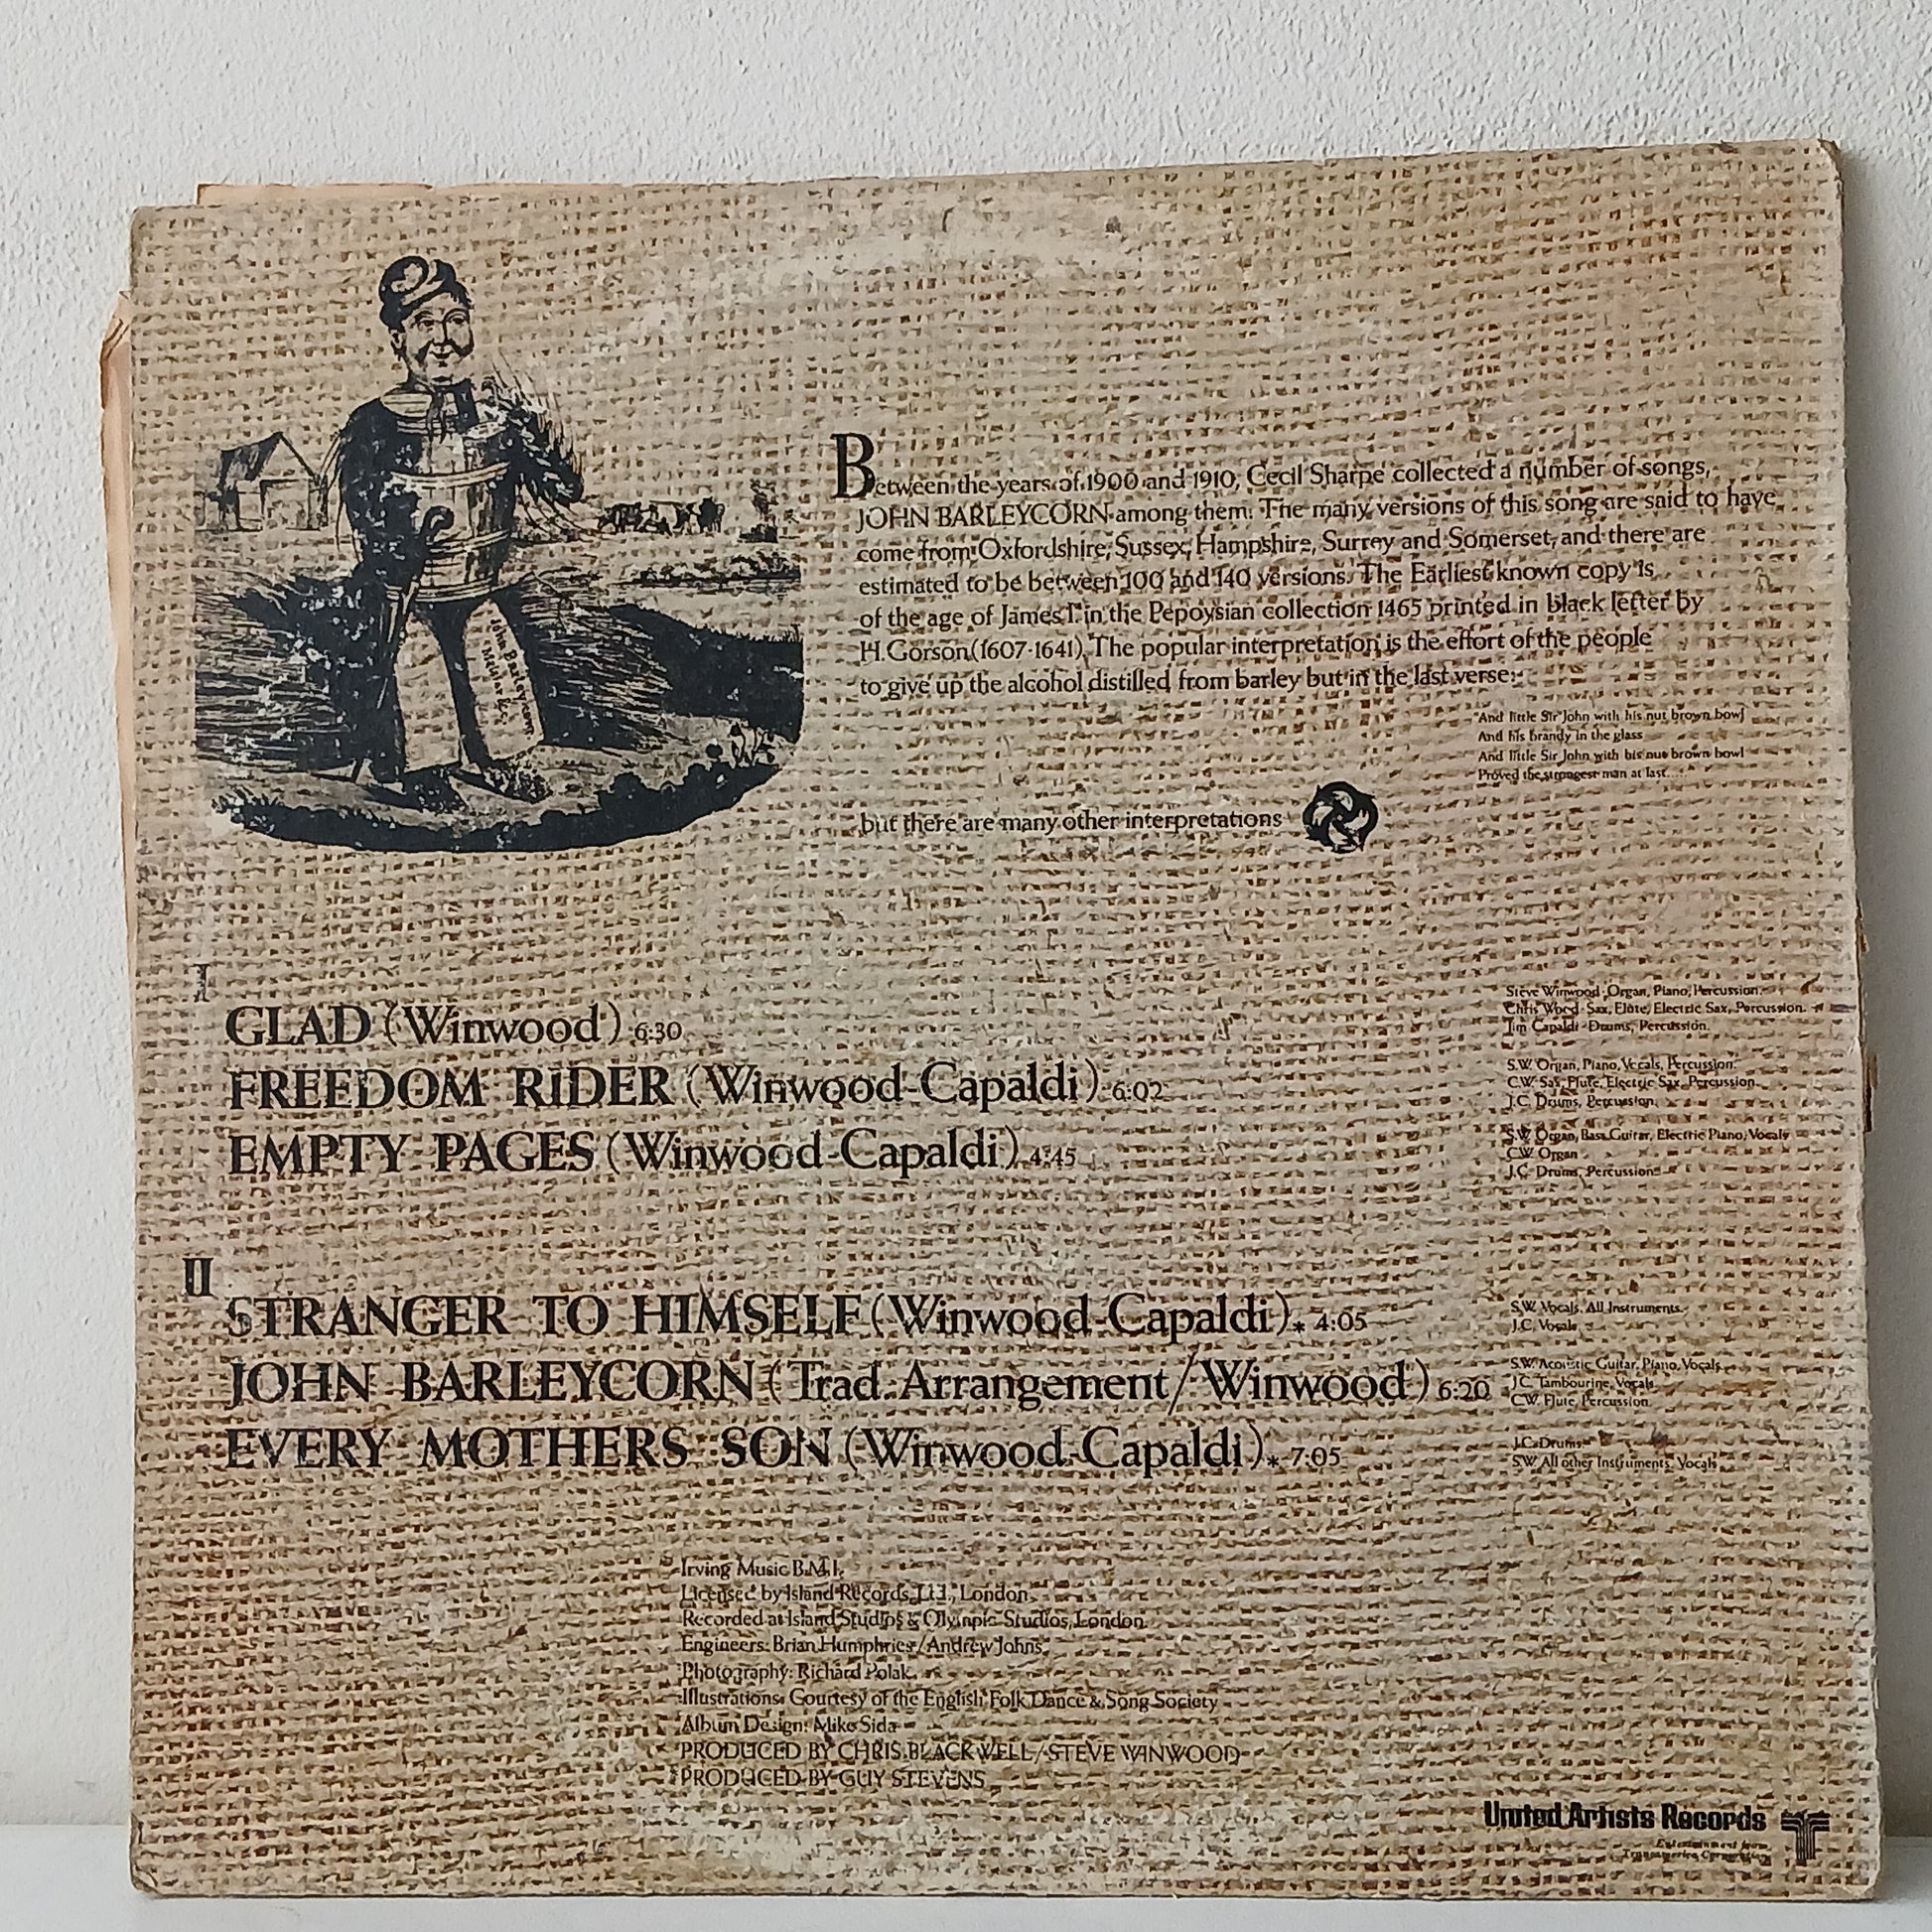 Between the years of 1900 and 1910, Cecil Sharpe collected a number of songs,
JOHN BARLEYCORN among them. The many versions of this song are said to have
come from Oxfordshire, Sussex, Hampshire, Surrey and Somerset, and there are
estimated to be between 100 and 140 versions. The Earliest known copy is
of the age of James I. in the Pepoysian collection 1465 printed in black letter by
H. Gorson (1607-1641). The popular interpretation is the effort of the people
to give up the alcohol distilled from barley but in the last verse:
"And little Sir John with his nut brown bowl
And his brandy in the glass
And little Sir John with his nut brown bowl
Proved the strongest man at last...."
but there are many other interpretations
John Barleycorn
I
GLAD (Winwood) 6:30
Steve Winwood-Organ, Piano, Percussion.
Chris Wood-Sax, Flute, Electric Sax, Percussion.
Jim Capaldi-Drums, Percussion.
FREEDOM RIDER (Winwood-Capaldi) 6:02
S.W. Organ, Piano, Vocals, Percussion.
C.W. Sax, Flute, Electric Sax, Percussion.
J.C. Drums, Percussion.
EMPTY PAGES (Winwood-Capaldi) 4:45
S.W. Organ, Bass Guitar, Electric Piano, Vocals
C.W. Organ
J.C. Drums, Percussion
II
STRANGER TO HIMSELF (Winwood-Capaldi)* 4:05
S.W. Vocals, All Instruments.
J.C. Vocals
JOHN BARLEYCORN (Trad. Arrangement/Winwood) 6:20
S.W. Acoustic Guitar, Piano, Vocals
J.C. Tambourine, Vocals
C.W. Flute, Percussion
EVERY MOTHERS SON (Winwood-Capaldi)* 7:05
J.C. Drums
S.W. All other Instruments, Vocals
Irving Music B.M.I.
Licensed by Island Records, Ltd., London
Recorded at Island Studios & Olympic Studios, London
Engineers: Brian Humphries/Andrew Johns
Photography: Richard Polak
Illustrations: Courtesy of the English Folk Dance & Song Society
Album Design: Mike Sida
PRODUCED BY CHRIS BLACKWELL/STEVE WINWOOD
*PRODUCED BY GUY STEVENS
United Artists Records
Entertainment from
Transamerica Corporation